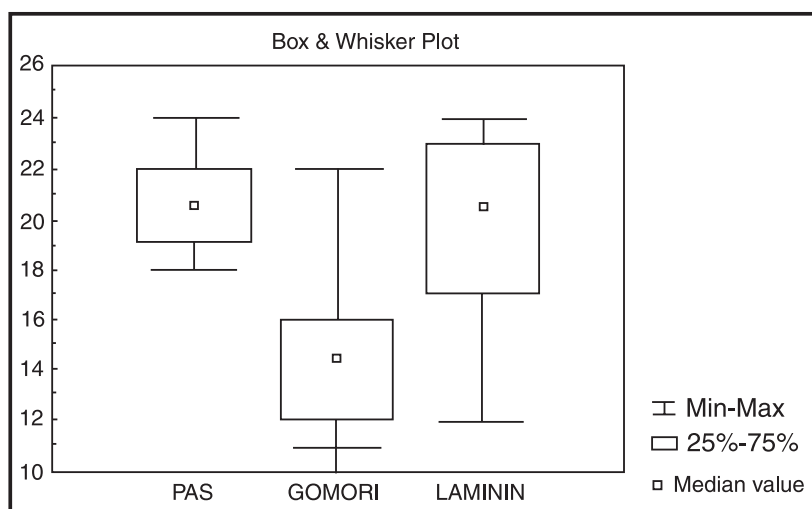 Box & Whisker Plot
26
24
22
20
18
16
14
12
10
PAS GOMORI LAMININ
Min-Max
25%-75%
Median value